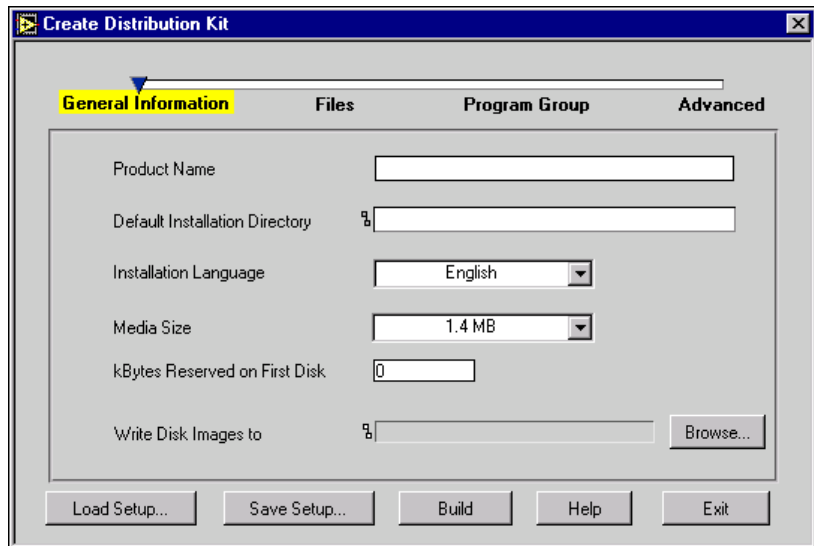 Create Distribution Kit
General Information Files Program Group Advanced
Product Name
Default Installation Directory
Installation Language English
Media Size 1.4 MB
kBytes Reserved on First Disk 0
Write Disk Images to Browse...
Load Setup... Save Setup... Build Help Exit